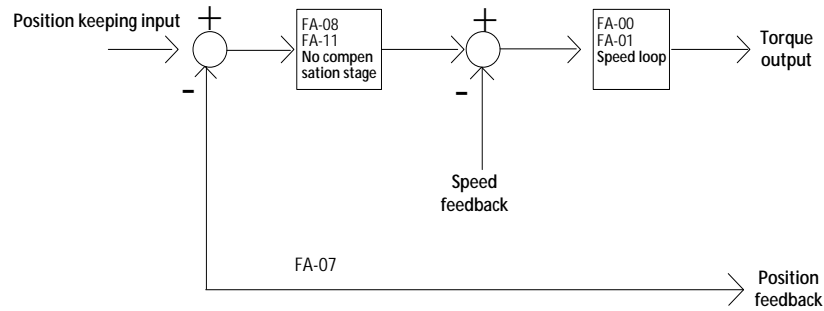 Position keeping input
+
-
FA-08
FA-11
No compen
sation stage
+
-
Speed
feedback
FA-00
FA-01
Speed loop
Torque
output
FA-07
Position
feedback